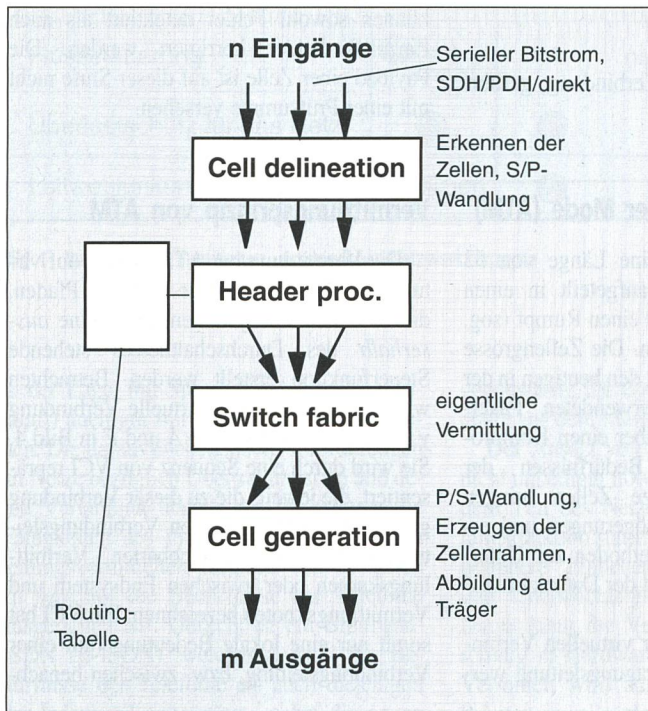 n Eingänge
Serieller Bitstrom,
SDH/PDH/direkt
Cell delineation
Erkennen der
Zellen, S/P-
Wandlung
Header proc.
Switch fabric
eigentliche
Vermittlung
Cell generation
P/S-Wandlung,
Erzeugen der
Zellenrahmen,
Abbildung auf
Träger
Routing-
Tabelle
m Ausgänge